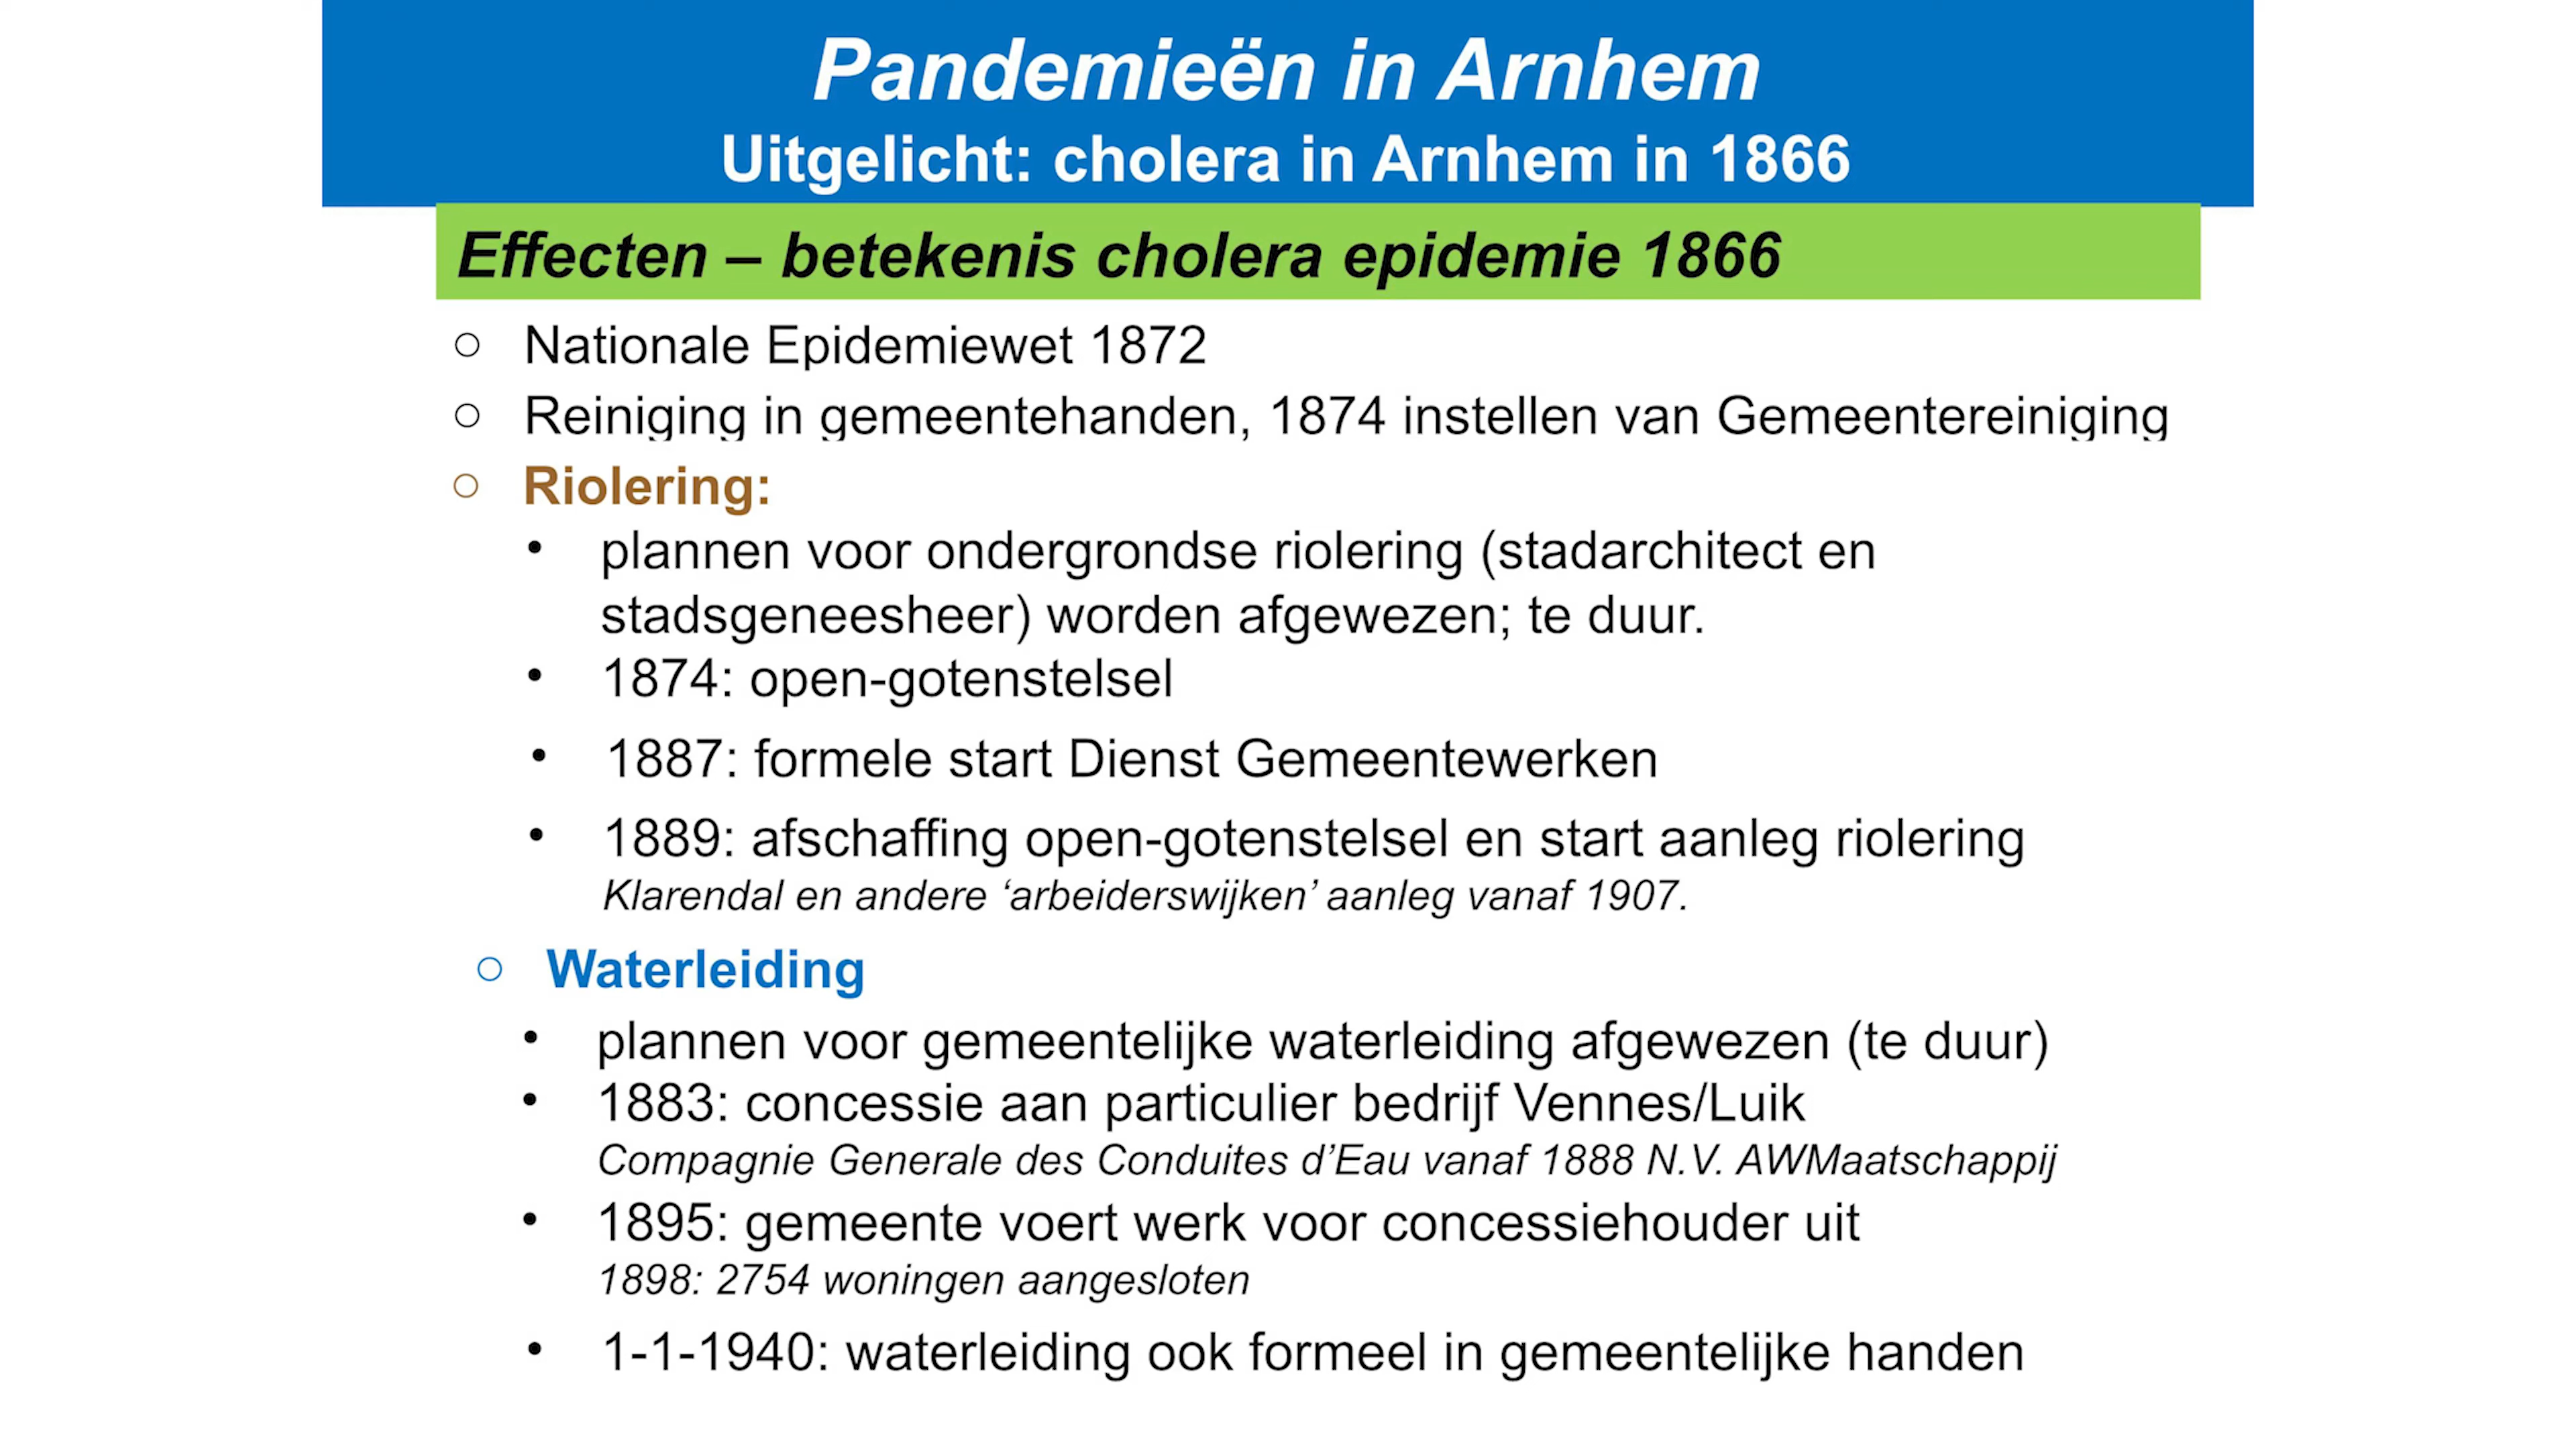 Pandemieën in Arnhem
Uitgelicht: cholera in Arnhem in 1866
Effecten – betekenis cholera epidemie 1866
○ Nationale Epidemiewet 1872
○ Reiniging in gemeentehanden, 1874 instellen van Gemeentereiniging
○ Riolering:
• plannen voor ondergrondse riolering (stadarchitect en
stadsgeneesheer) worden afgewezen; te duur.
• 1874: open-gotenstelsel
• 1887: formele start Dienst Gemeentewerken
• 1889: afschaffing open-gotenstelsel en start aanleg riolering
Klarendal en andere ‘arbeiderswijken’ aanleg vanaf 1907.
○ Waterleiding
• plannen voor gemeentelijke waterleiding afgewezen (te duur)
• 1883: concessie aan particulier bedrijf Vennes/Luik
Compagnie Generale des Conduites d’Eau vanaf 1888 N.V. AWMaatschappij
• 1895: gemeente voert werk voor concessiehouder uit
1898: 2754 woningen aangesloten
• 1-1-1940: waterleiding ook formeel in gemeentelijke handen